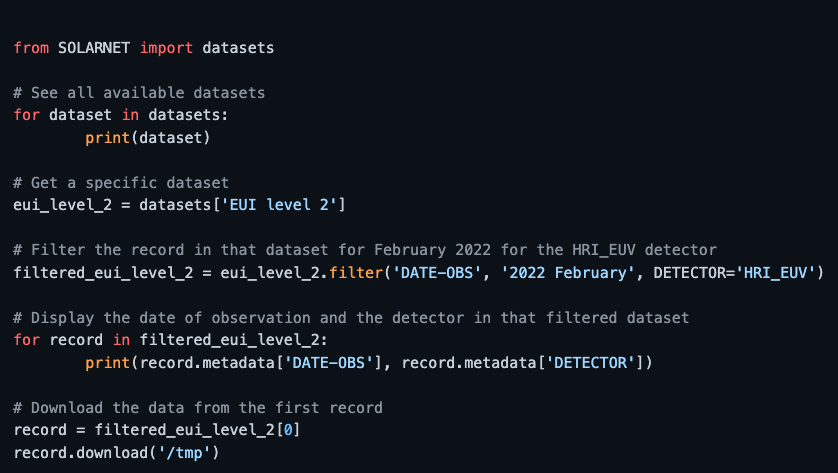 from SOLARNET import datasets
# See all available datasets
for dataset in datasets:
        print(dataset)
# Get a specific dataset
eui_level_2 = datasets['EUI level 2']
# Filter the record in that dataset for February 2022 for the HRI_EUV detector
filtered_eui_level_2 = eui_level_2.filter('DATE-OBS', '2022 February', DETECTOR='HRI_EUV')
# Display the date of observation and the detector in that filtered dataset
for record in filtered_eui_level_2:
        print(record.metadata['DATE-OBS'], record.metadata['DETECTOR'])
# Download the data from the first record
record = filtered_eui_level_2[0]
record.download('/tmp')